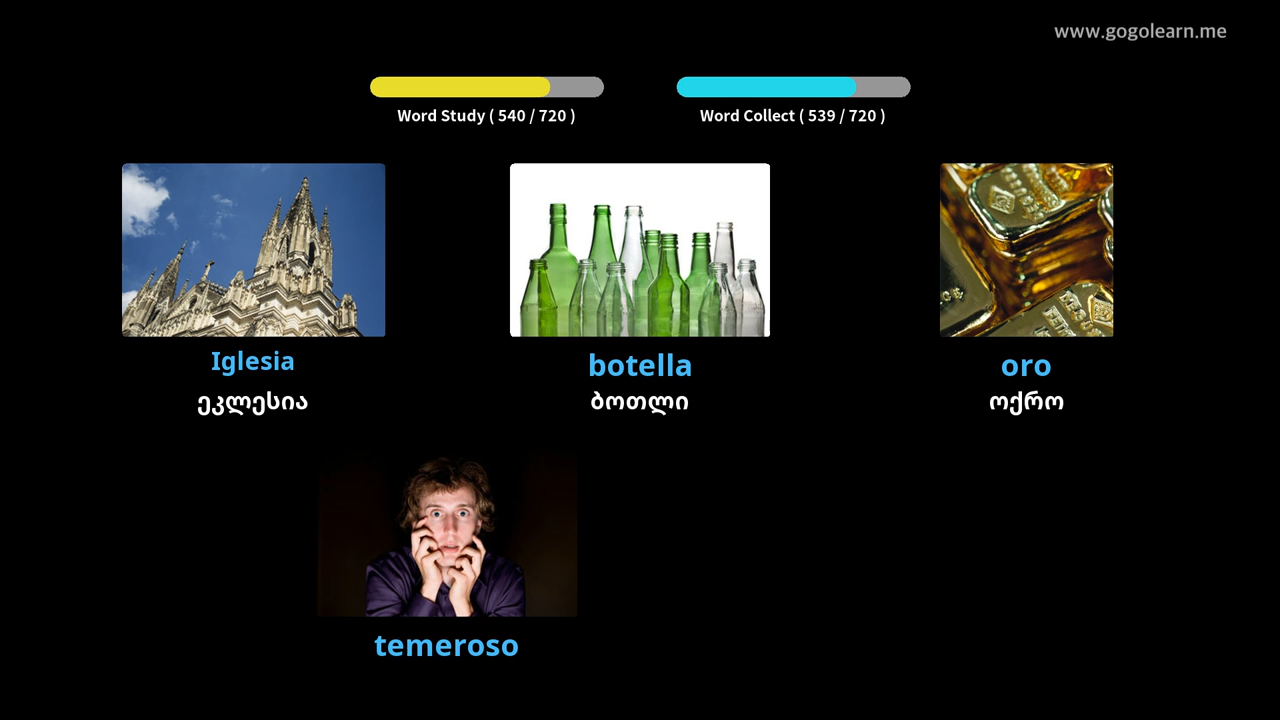 www.gogolearn.me
Word Study ( 540 / 720 )
Word Collect ( 539 / 720 )
Iglesia
ეკლესია
botella
ბოთლი
oro
ოქრო
temeroso